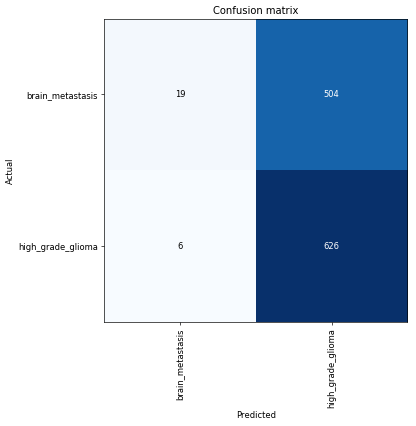 Confusion matrix
brain_metastasis
19
504
Actual
high_grade_glioma
6
626
brain_metastasis
high_grade_glioma
Predicted